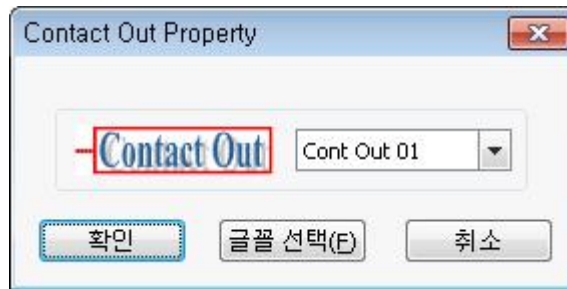 Contact Out Property
Contact Out Cont Out 01
확인 글꼴 선택(F) 취소